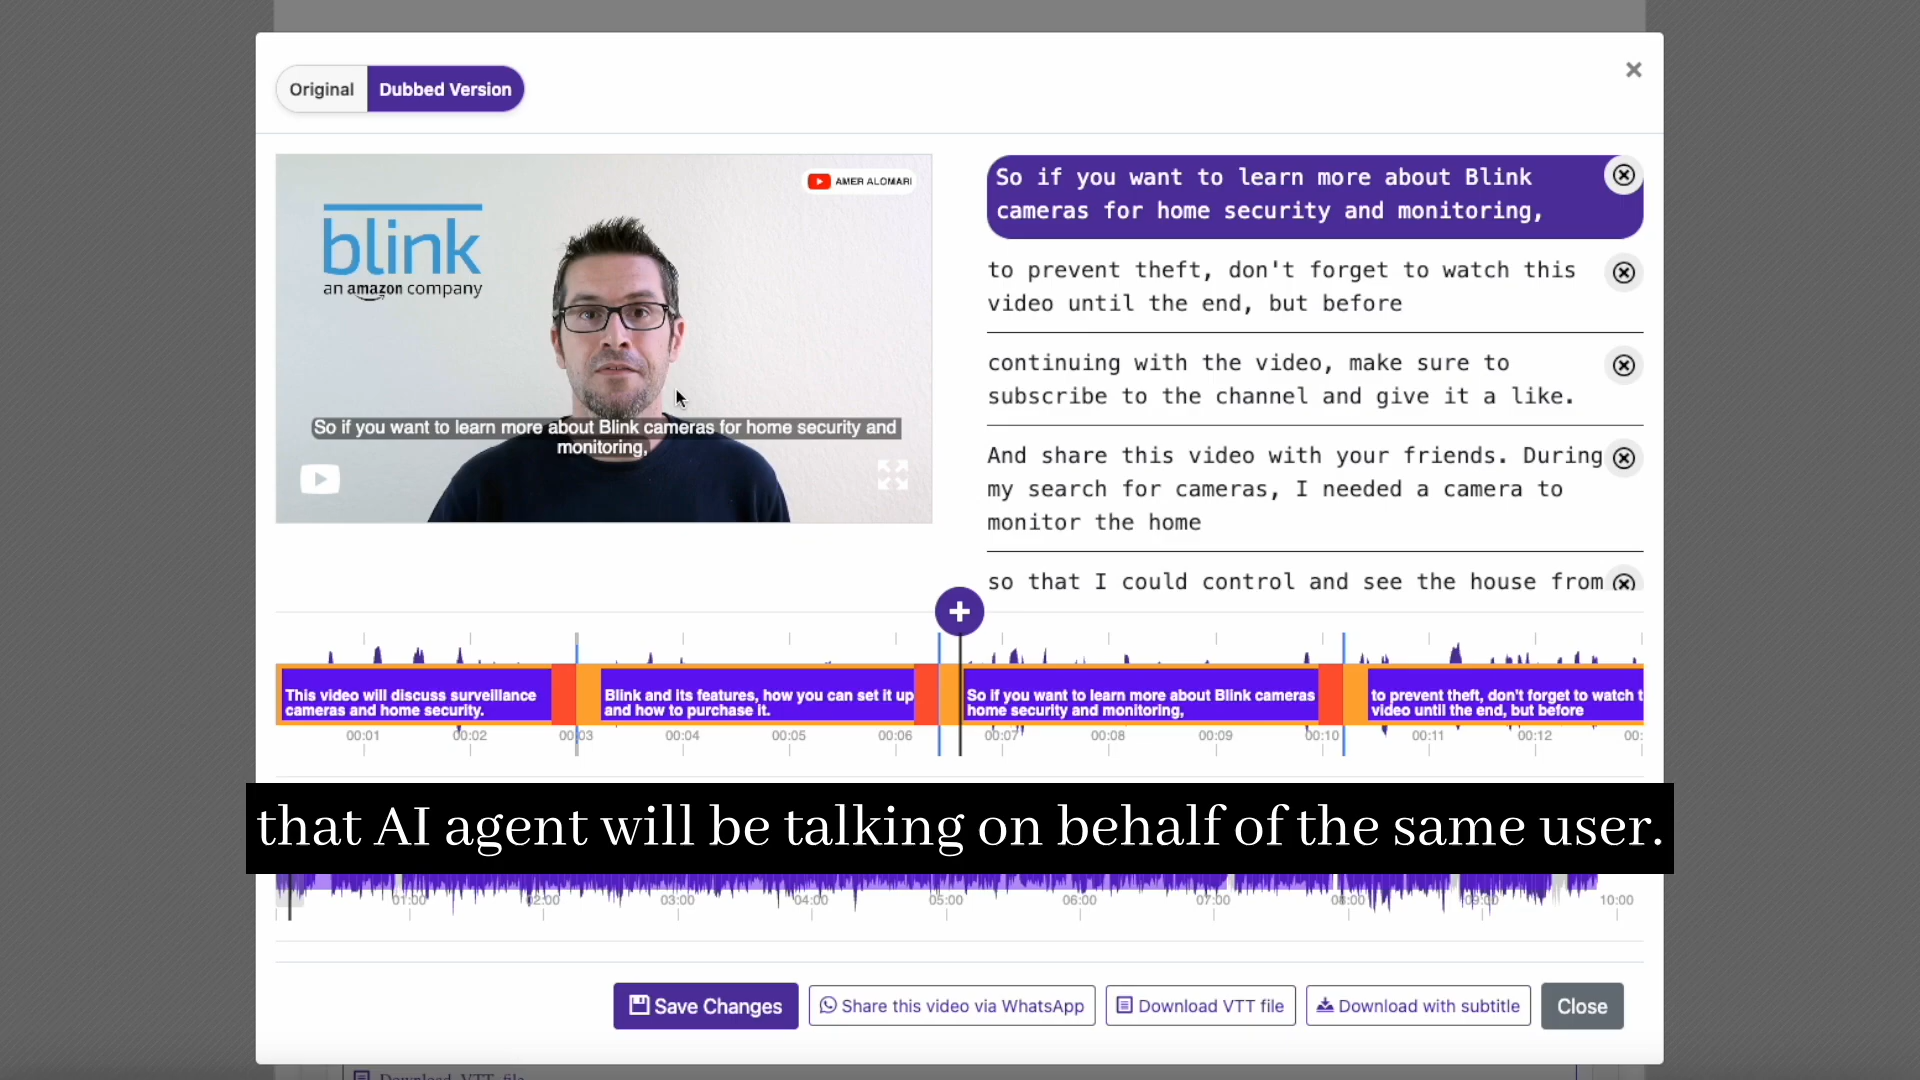 Original
Dubbed Version
×
AMER ALOMARI
blink
an amazon company
So if you want to learn more about Blink cameras for home security and
monitoring,
So if you want to learn more about Blink
cameras for home security and monitoring,
to prevent theft, don't forget to watch this
video until the end, but before
continuing with the video, make sure to
subscribe to the channel and give it a like.
And share this video with your friends. During
my search for cameras, I needed a camera to
monitor the home
so that I could control and see the house from
This video will discuss surveillance
cameras and home security.
Blink and its features, how you can set it up
and how to purchase it.
So if you want to learn more about Blink cameras
home security and monitoring,
to prevent theft, don't forget to watch t
video until the end, but before
00:01 00:02 00:03 00:04 00:05 00:06 00:07 00:08 00:09 00:10 00:11 00:12 00:
that AI agent will be talking on behalf of the same user.
01:00 02:00 03:00 04:00 05:00 06:00 07:00 08:00 09:00 10:00
Save Changes
Share this video via WhatsApp
Download VTT file
Download with subtitle
Close
Download VTT file